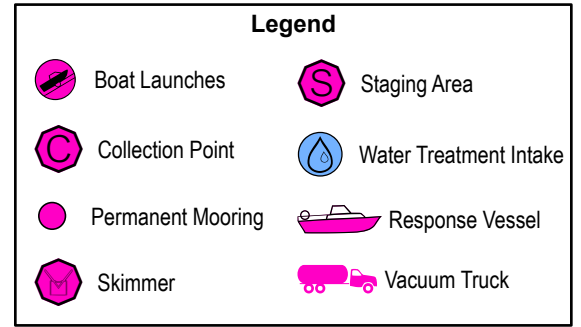 Legend
Boat Launches
S Staging Area
C Collection Point
Water Treatment Intake
Permanent Mooring
Response Vessel
Skimmer
Vacuum Truck